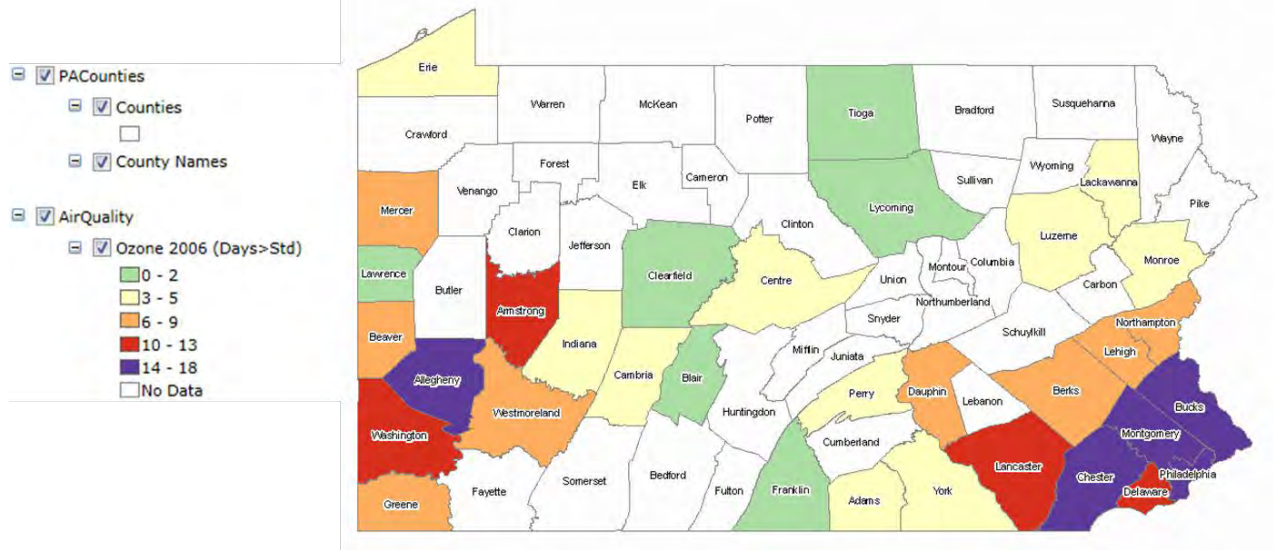 PACounties
Counties
County Names
AirQuality
Ozone 2006 (Days>Std)
0 - 2
3 - 5
6 - 9
10 - 13
14 - 18
No Data
Erie
Warren
McKean
Potter
Tioga
Bradford
Susquehanna
Wayne
Crawford
Forest
Elk
Cameron
Wyoming
Lackawanna
Sullivan
Venango
Mercer
Lycoming
Pike
Clarion
Jefferson
Clinton
Luzerne
Columbia
Montour
Monroe
Lawrence
Butler
Clearfield
Centre
Union
Carbon
Northumberland
Armstrong
Snyder
Northampton
Schuylkill
Beaver
Indiana
Mifflin
Juniata
Lehigh
Allegheny
Cambria
Blair
Perry
Dauphin
Berks
Lebanon
Westmoreland
Huntingdon
Bucks
Washington
Cumberland
Montgomery
Lancaster
Philadelphia
Greene
Fayette
Somerset
Bedford
Fulton
Franklin
Adams
York
Chester
Delaware